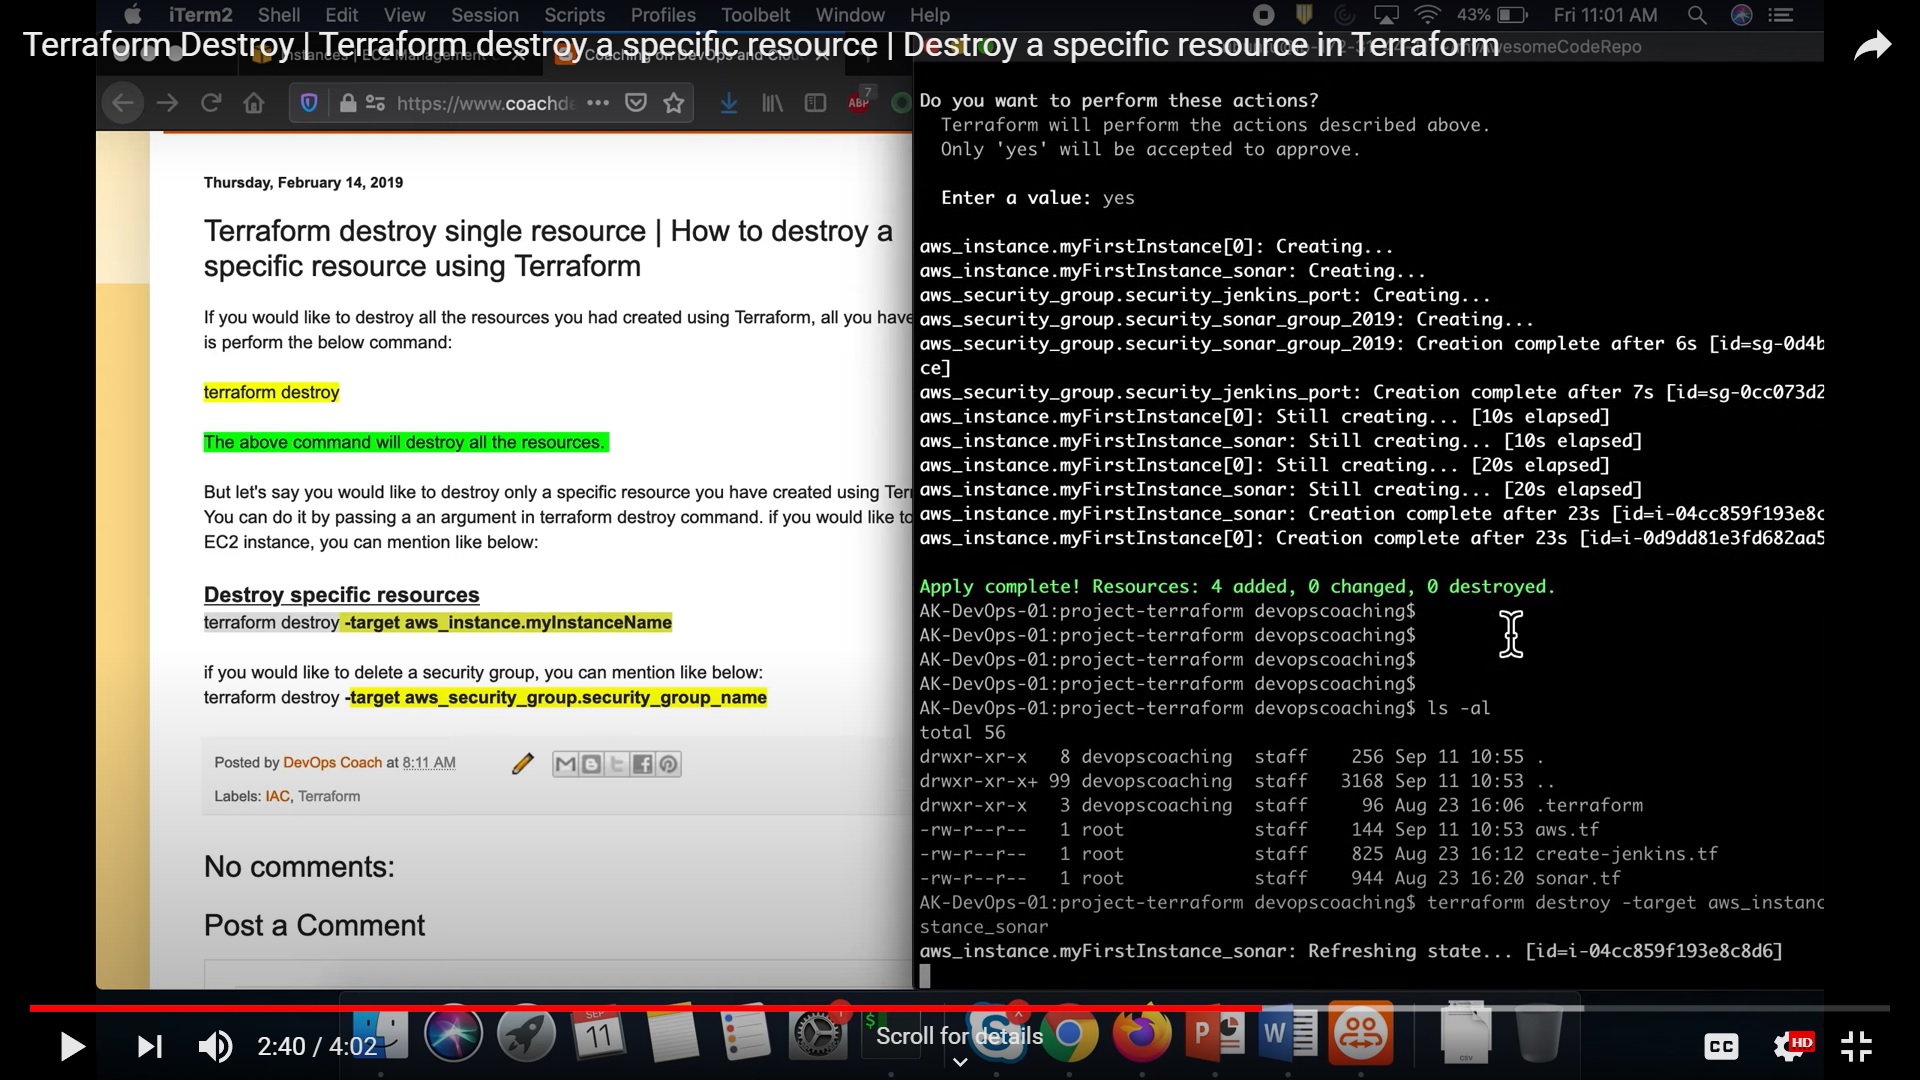 iTerm2 Shell Edit View Session Scripts Profiles Toolbelt Window Help 43% Fri 11:01 AM
Terraform Destroy | Terraform destroy a specific resource | Destroy a specific resource in Terraform
https://www.coachd
ABP 7
Thursday, February 14, 2019
Terraform destroy single resource | How to destroy a
specific resource using Terraform
If you would like to destroy all the resources you had created using Terraform, all you have
is perform the below command:
terraform destroy
The above command will destroy all the resources.
But let's say you would like to destroy only a specific resource you have created using Ter
You can do it by passing a an argument in terraform destroy command. if you would like to
EC2 instance, you can mention like below:
Destroy specific resources
terraform destroy -target aws_instance.myInstanceName
if you would like to delete a security group, you can mention like below:
terraform destroy -target aws_security_group.security_group_name
Posted by DevOps Coach at 8:11 AM
Labels: IAC, Terraform
No comments:
Post a Comment
Do you want to perform these actions?
Terraform will perform the actions described above.
Only 'yes' will be accepted to approve.
Enter a value: yes
aws_instance.myFirstInstance[0]: Creating...
aws_instance.myFirstInstance_sonar: Creating...
aws_security_group.security_jenkins_port: Creating...
aws_security_group.security_sonar_group_2019: Creating...
aws_security_group.security_sonar_group_2019: Creation complete after 6s [id=sg-0d4b
ce]
aws_security_group.security_jenkins_port: Creation complete after 7s [id=sg-0cc073d2
aws_instance.myFirstInstance[0]: Still creating... [10s elapsed]
aws_instance.myFirstInstance_sonar: Still creating... [10s elapsed]
aws_instance.myFirstInstance[0]: Still creating... [20s elapsed]
aws_instance.myFirstInstance_sonar: Still creating... [20s elapsed]
aws_instance.myFirstInstance_sonar: Creation complete after 23s [id=i-04cc859f193e8c
aws_instance.myFirstInstance[0]: Creation complete after 23s [id=i-0d9dd81e3fd682aa5
Apply complete! Resources: 4 added, 0 changed, 0 destroyed.
AK-DevOps-01:project-terraform devopscoaching$
AK-DevOps-01:project-terraform devopscoaching$
AK-DevOps-01:project-terraform devopscoaching$
AK-DevOps-01:project-terraform devopscoaching$
AK-DevOps-01:project-terraform devopscoaching$ ls -al
total 56
drwxr-xr-x 8 devopscoaching staff 256 Sep 11 10:55 .
drwxr-xr-x+ 99 devopscoaching staff 3168 Sep 11 10:53 ..
drwxr-xr-x 3 devopscoaching staff 96 Aug 23 16:06 .terraform
-rw-r--r-- 1 root staff 144 Sep 11 10:53 aws.tf
-rw-r--r-- 1 root staff 825 Aug 23 16:12 create-jenkins.tf
-rw-r--r-- 1 root staff 944 Aug 23 16:20 sonar.tf
AK-DevOps-01:project-terraform devopscoaching$ terraform destroy -target aws_instanc
stance_sonar
aws_instance.myFirstInstance_sonar: Refreshing state... [id=i-04cc859f193e8c8d6]
2:40 / 4:02
SEP
11
Scroll for details
CSV
CC
HD